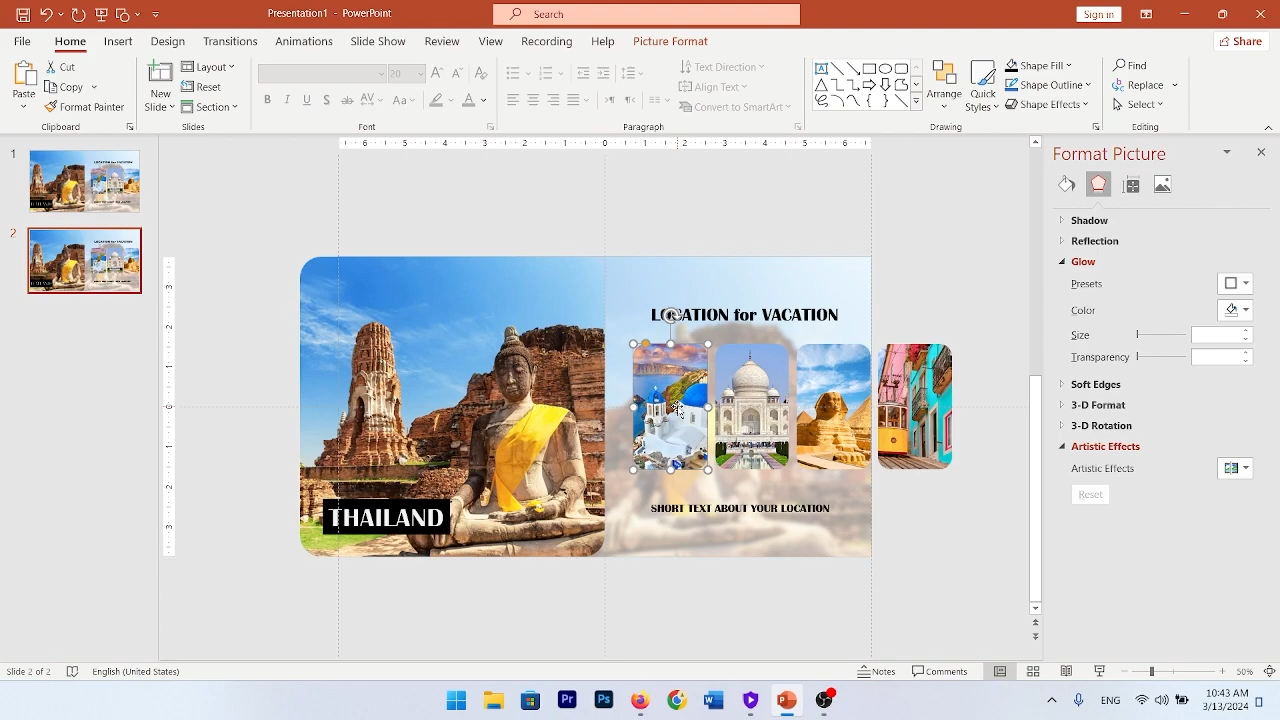 Presentation1 - PowerPoint
Search
Sign in
File
Home
Insert
Design
Transitions
Animations
Slide Show
Review
View
Recording
Help
Picture Format
Share
Paste
Cut
Copy
Format Painter
Clipboard
New
Slide
Layout
Reset
Section
Slides
20
Font
Text Direction
Align Text
Convert to SmartArt
Paragraph
Arrange
Quick
Styles
Shape Fill
Shape Outline
Shape Effects
Drawing
Find
Replace
Select
Editing
1
2
LOCATION for VACATION
THAILAND
SHORT TEXT ABOUT YOUR LOCATION
Format Picture
Shadow
Reflection
Glow
Presets
Color
Size
Transparency
Soft Edges
3-D Format
3-D Rotation
Artistic Effects
Artistic Effects
Reset
Slide 2 of 2
English (United States)
Notes
Comments
50%
ENG
10:43 AM
3/13/2024